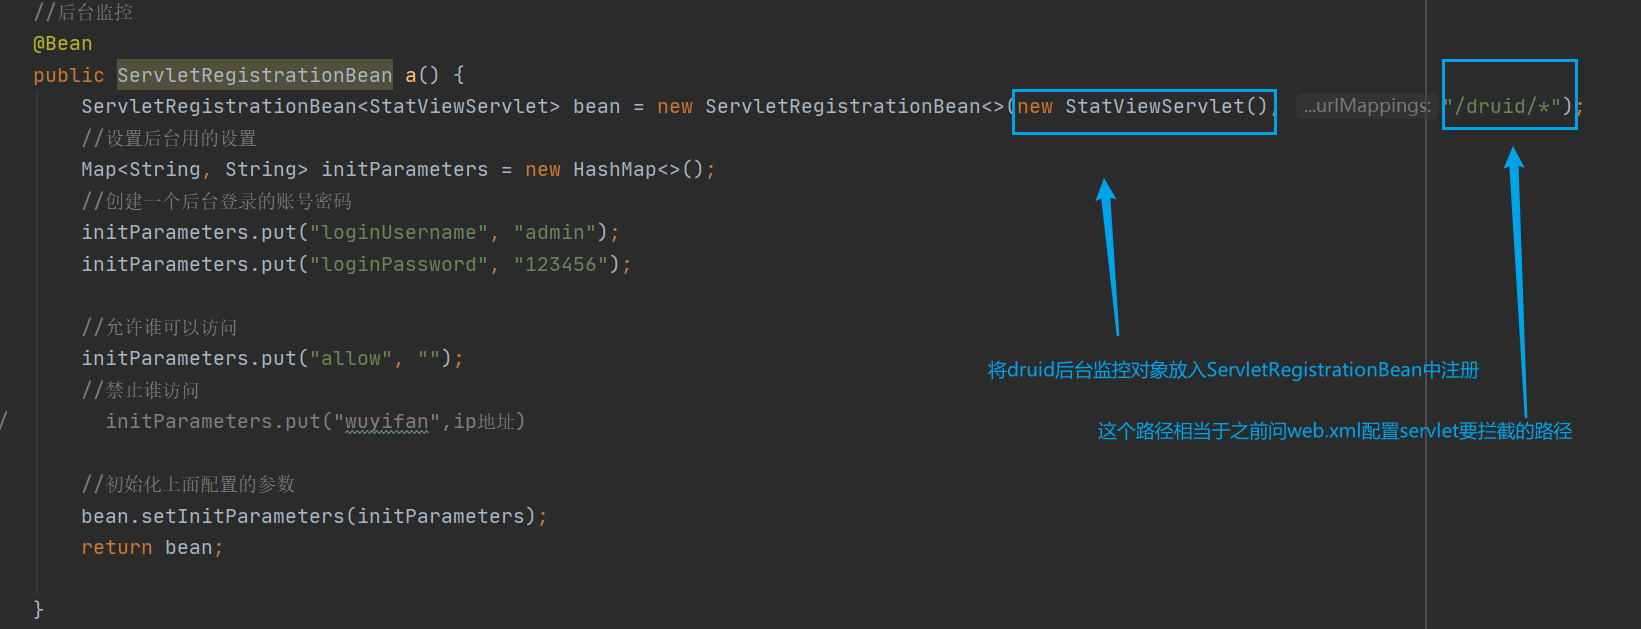 //后台监控
@Bean
public ServletRegistrationBean a() {
ServletRegistrationBean<StatViewServlet> bean = new ServletRegistrationBean<>(new StatViewServlet(), ...urlMappings: "/druid/*");
//设置后台用的设置
Map<String, String> initParameters = new HashMap<>();
//创建一个后台登录的账号密码
initParameters.put("loginUsername", "admin");
initParameters.put("loginPassword", "123456");
//允许谁可以访问
initParameters.put("allow", "");
将druid后台监控对象放入ServletRegistrationBean中注册
//禁止谁访问
/ initParameters.put("wuyifan",ip地址)
这个路径相当于之前问web.xml配置servlet要拦截的路径
//初始化上面配置的参数
bean.setInitParameters(initParameters);
return bean;
}